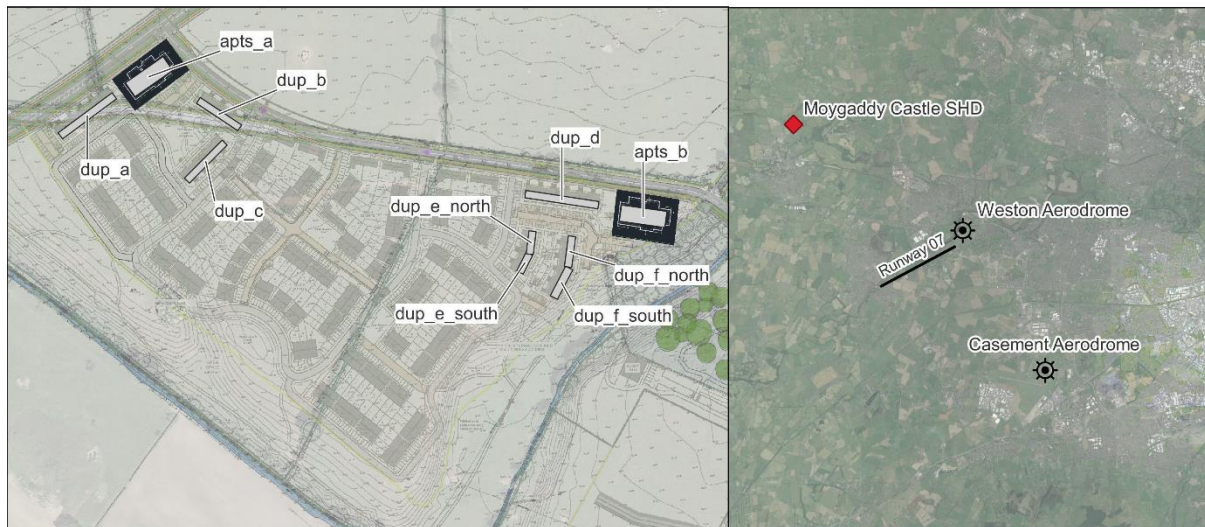 apts_a
dup_b
dup_a
dup_c
dup_d
apts_b
dup_e_north
dup_f_north
dup_e_south
dup_f_south
Moygaddy Castle SHD
Weston Aerodrome
Runway 07
Casement Aerodrome